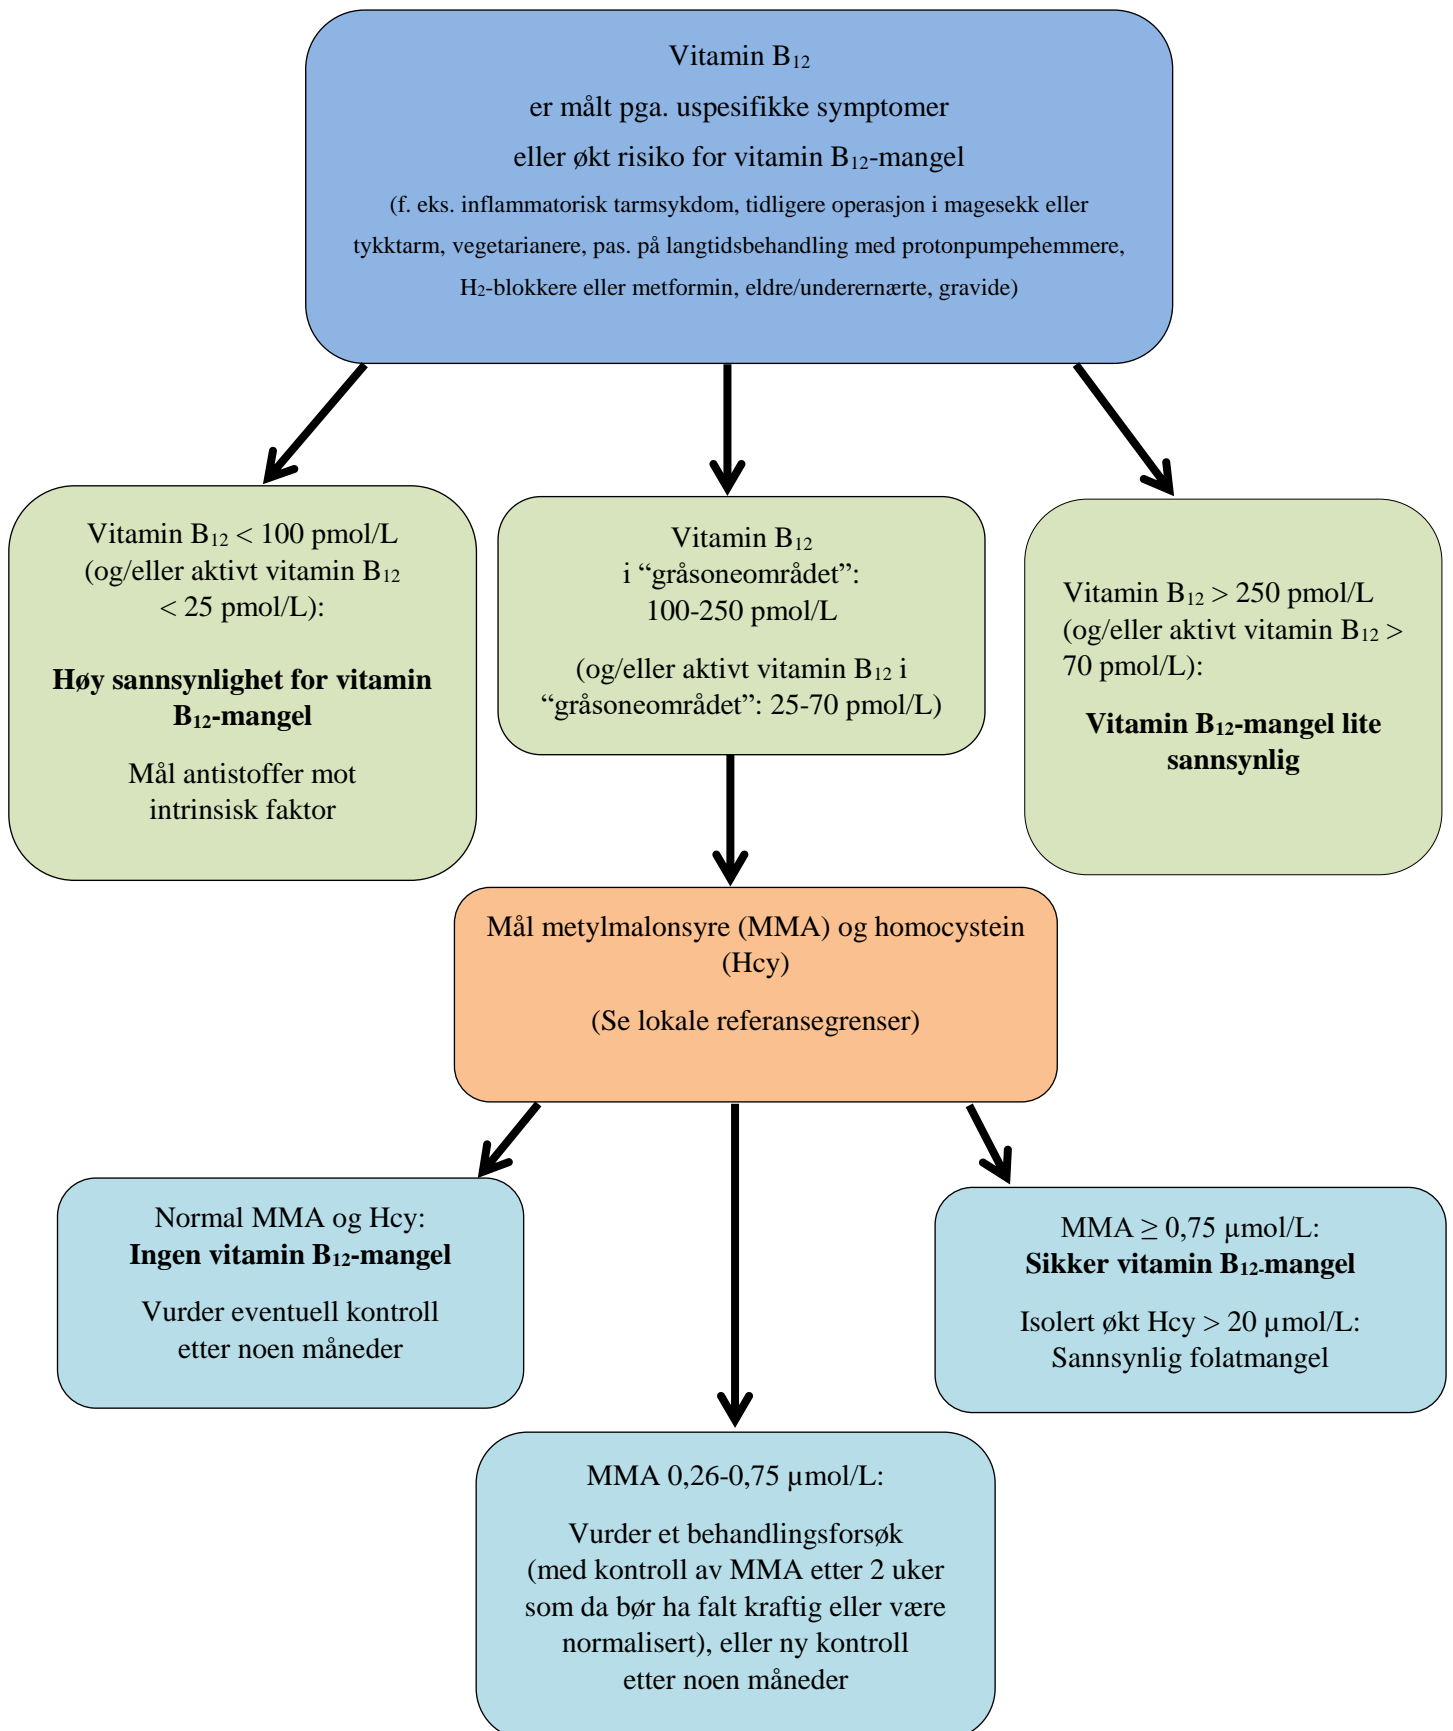 Vitamin B₁₂
er målt pga. uspesifikke symptomer
eller økt risiko for vitamin B₁₂-mangel
(f. eks. inflammatorisk tarmsykdom, tidligere operasjon i magesekk eller
tykktarm, vegetarianere, pas. på langtidsbehandling med protonpumpehemmere,
H₂-blokkere eller metformin, eldre/underernærte, gravide)
Vitamin B₁₂ < 100 pmol/L
(og/eller aktivt vitamin B₁₂
< 25 pmol/L):
Høy sannsynlighet for vitamin
B₁₂-mangel
Mål antistoffer mot
intrinsisk faktor
Vitamin B₁₂
i “gråsoneområdet”:
100-250 pmol/L
(og/eller aktivt vitamin B₁₂ i
“gråsoneområdet”: 25-70 pmol/L)
Vitamin B₁₂ > 250 pmol/L
(og/eller aktivt vitamin B₁₂ >
70 pmol/L):
Vitamin B₁₂-mangel lite
sannsynlig
Mål metylmalonsyre (MMA) og homocystein
(Hcy)
(Se lokale referansegrenser)
Normal MMA og Hcy:
Ingen vitamin B₁₂-mangel
Vurder eventuell kontroll
etter noen måneder
MMA ≥ 0,75 µmol/L:
Sikker vitamin B₁₂-mangel
Isolert økt Hcy > 20 µmol/L:
Sannsynlig folatmangel
MMA 0,26-0,75 µmol/L:
Vurder et behandlingsforsøk
(med kontroll av MMA etter 2 uker
som da bør ha falt kraftig eller være
normalisert), eller ny kontroll
etter noen måneder